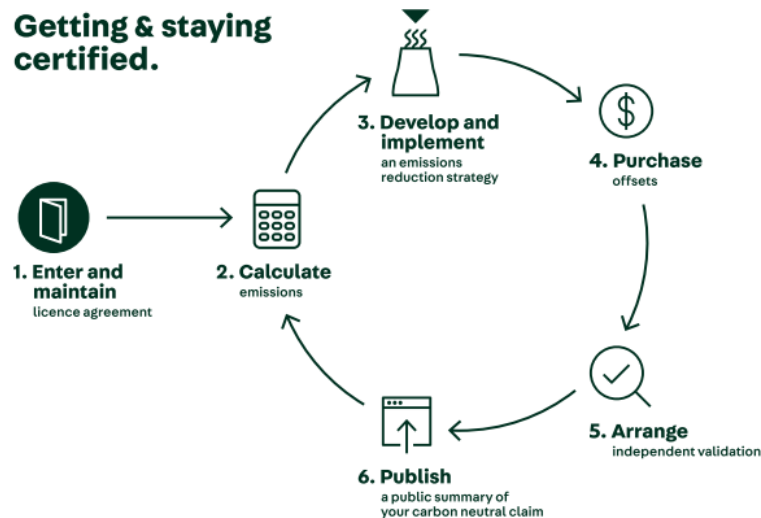 Getting & staying
certified.
1. Enter and
maintain
licence agreement
2. Calculate
emissions
3. Develop and
implement
an emissions
reduction strategy
$
4. Purchase
offsets
5. Arrange
independent validation
6. Publish
a public summary of
your carbon neutral claim